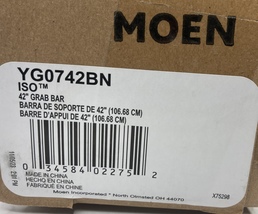 MOEN
YG0742BN
ISO™
42" GRAB BAR
BARRA DE SOPORTE DE 42" (106.68 CM)
BARRE D'APPUI DE 42" (106.68 CM)
0 34584 02275 2
MADE IN CHINA
HECHO EN CHINA
FABRIQUÉ EN CHINE
Moen Incorporated * North Olmsted OH 44070
X75298